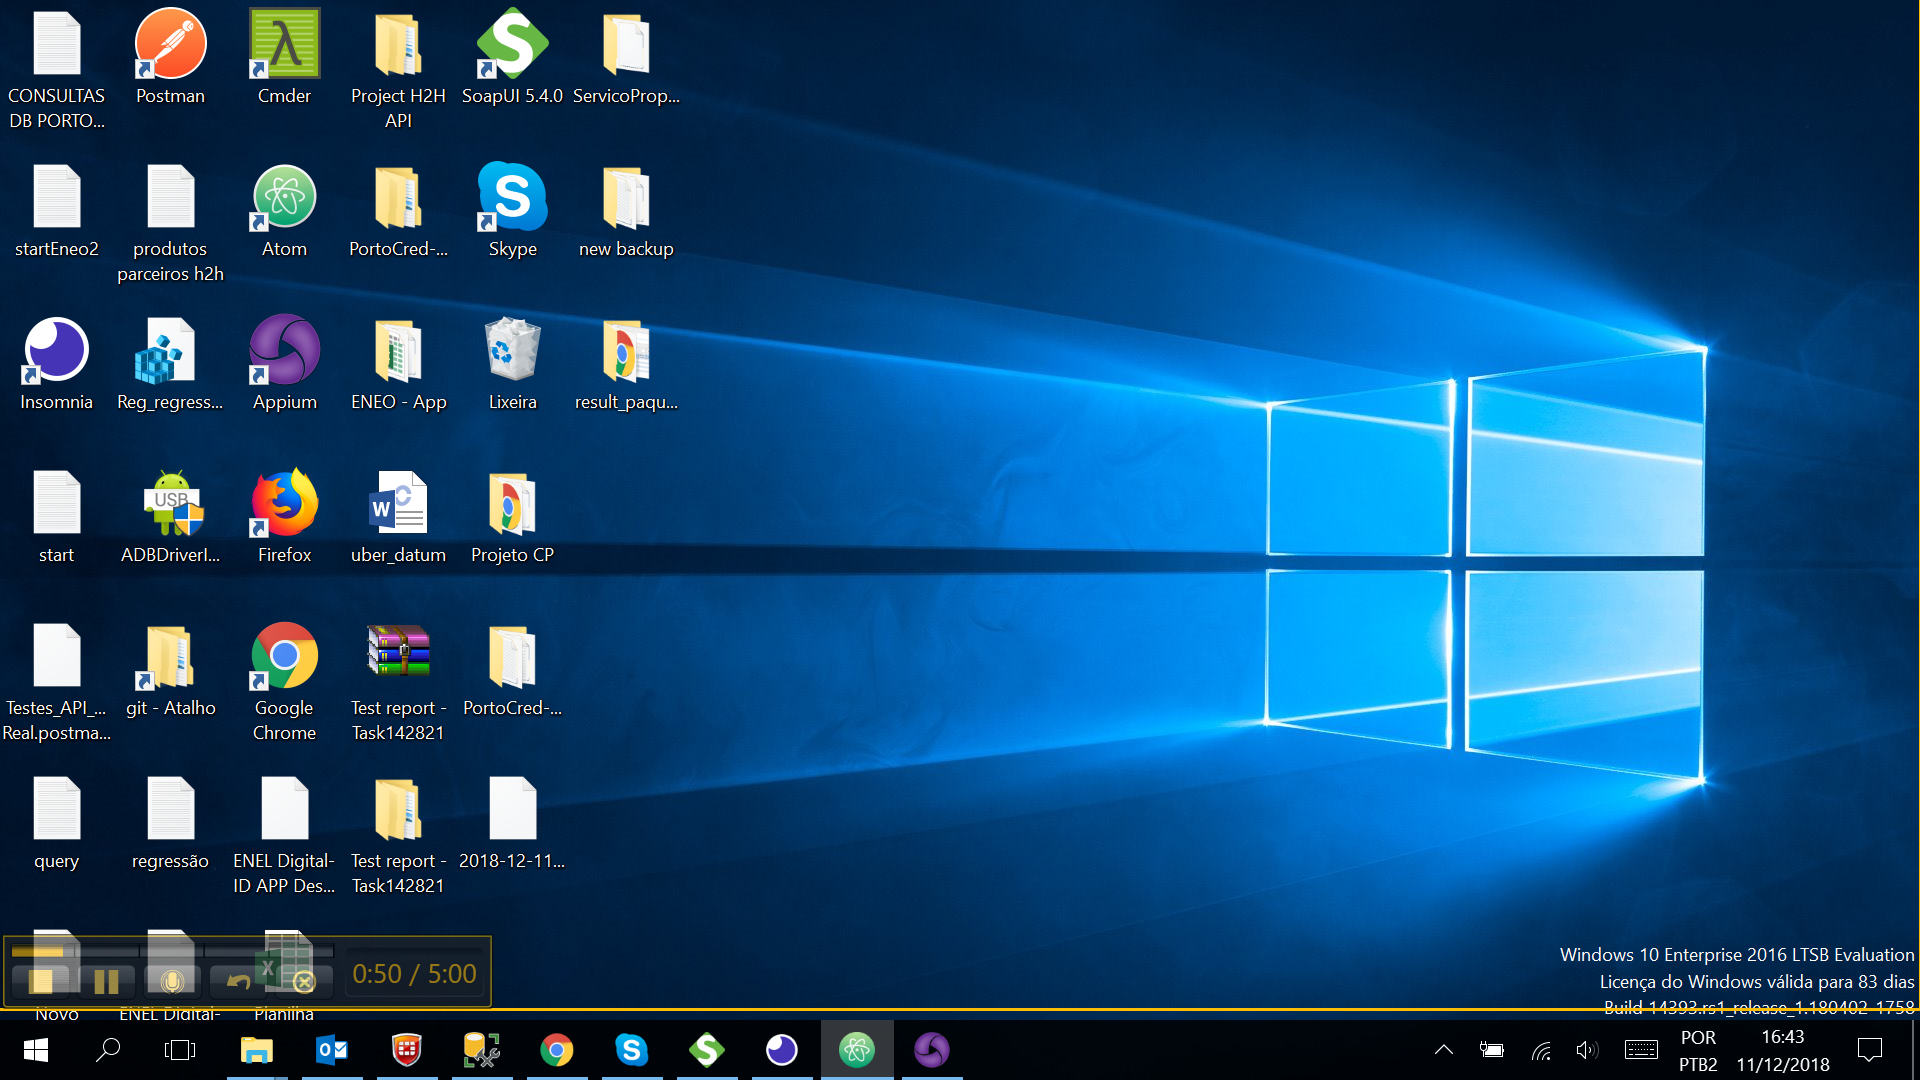 CONSULTAS
DB PORTO...
Postman
Cmder
Project H2H
API
SoapUI 5.4.0
ServicoProp...
startEneo2
produtos
parceiros h2h
Atom
PortoCred-...
Skype
new backup
Insomnia
Reg_regress...
Appium
ENEO - App
Lixeira
result_paqu...
start
USB
ADBDriverI...
Firefox
W
uber_datum
Projeto CP
Testes_API_...
Real.postma...
git - Atalho
Google
Chrome
Test report -
Task142821
PortoCred-...
query
regressão
ENEL Digital-
ID APP Des...
Test report -
Task142821
2018-12-11...
0:50 / 5:00
Novo
ENEL Digital-
Planilha
Windows 10 Enterprise 2016 LTSB Evaluation
Licença do Windows válida para 83 dias
Build 14393.rs1_release_1.180402-1758
POR
PTB2
16:43
11/12/2018